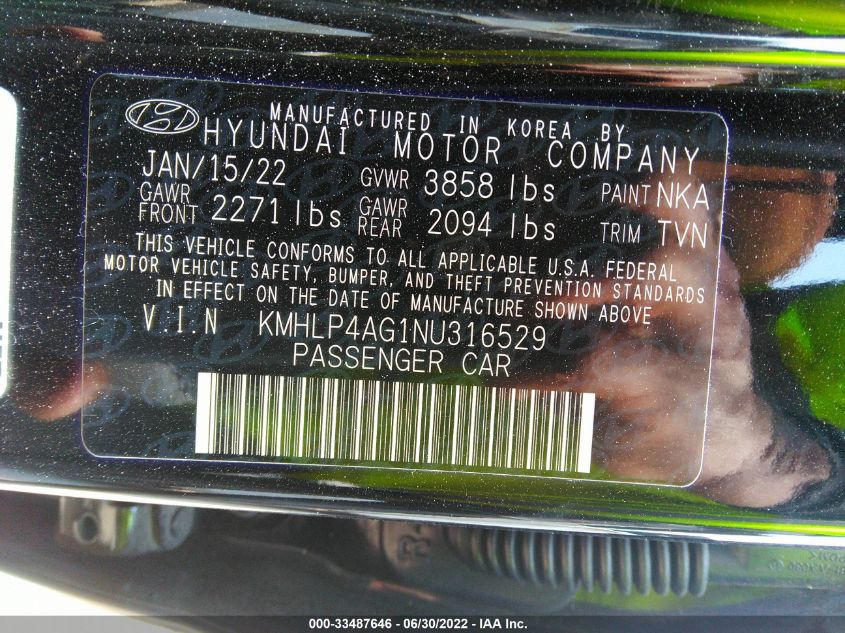 MANUFACTURED IN KOREA BY
HYUNDAI MOTOR COMPANY
JAN/15/22 GVWR 3858 lbs PAINT NKA
GAWR FRONT 2271 lbs GAWR REAR 2094 lbs TRIM TVN
THIS VEHICLE CONFORMS TO ALL APPLICABLE U.S.A. FEDERAL
MOTOR VEHICLE SAFETY, BUMPER, AND THEFT PREVENTION STANDARDS
IN EFFECT ON THE DATE OF MANUFACTURE SHOWN ABOVE
V.I.N KMHLP4AG1NU316529
PASSENGER CAR
000-33487646 / 06/30/2022 - IAA Inc.